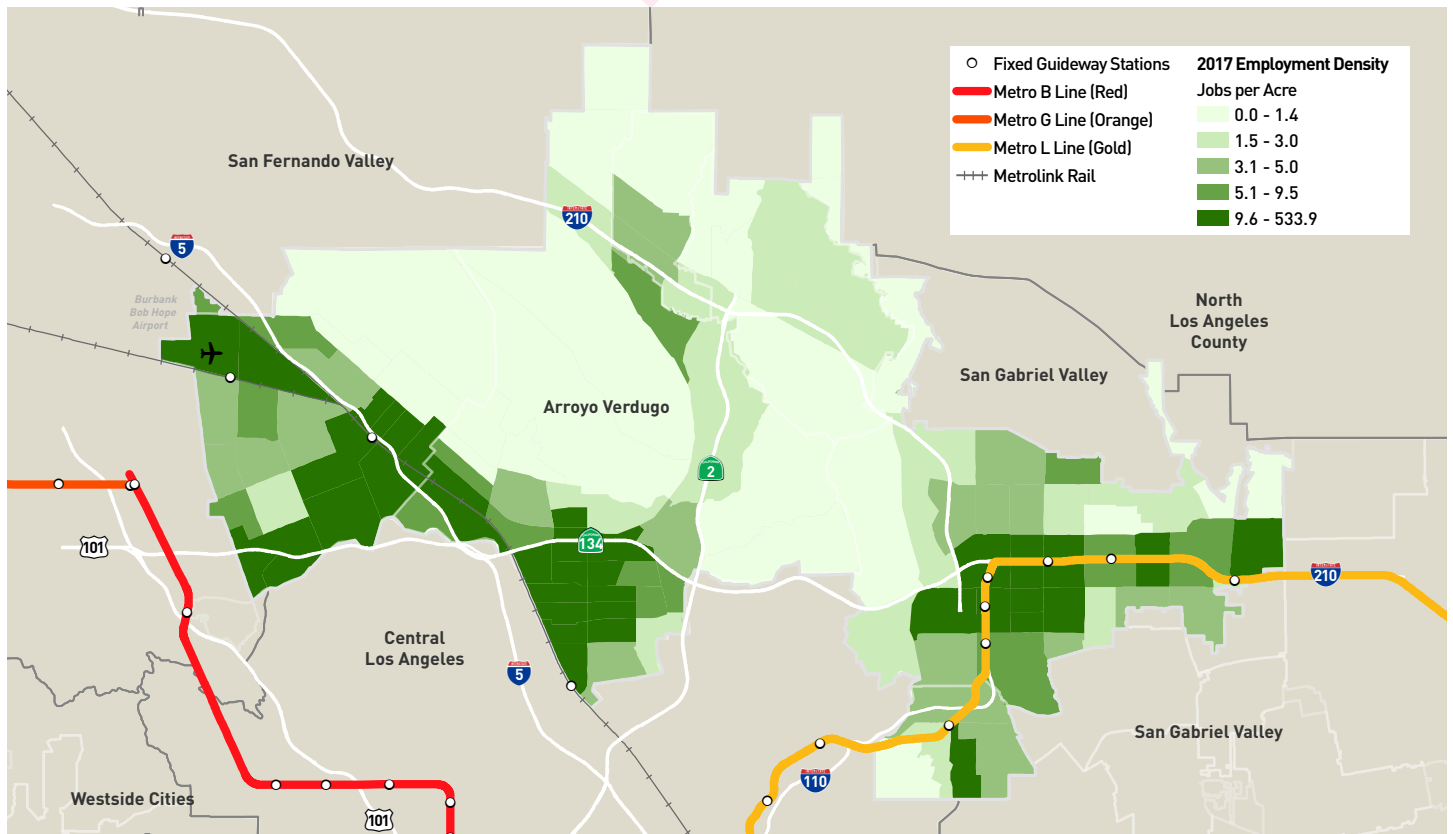 Fixed Guideway Stations
Metro B Line (Red)
Metro G Line (Orange)
Metro L Line (Gold)
Metrolink Rail
2017 Employment Density
Jobs per Acre
0.0 - 1.4
1.5 - 3.0
3.1 - 5.0
5.1 - 9.5
9.6 - 533.9
San Fernando Valley
210
5
Burbank
Bob Hope
Airport
North
Los Angeles
County
San Gabriel Valley
Arroyo Verdugo
2
101
134
210
Central
Los Angeles
5
San Gabriel Valley
110
Westside Cities
101